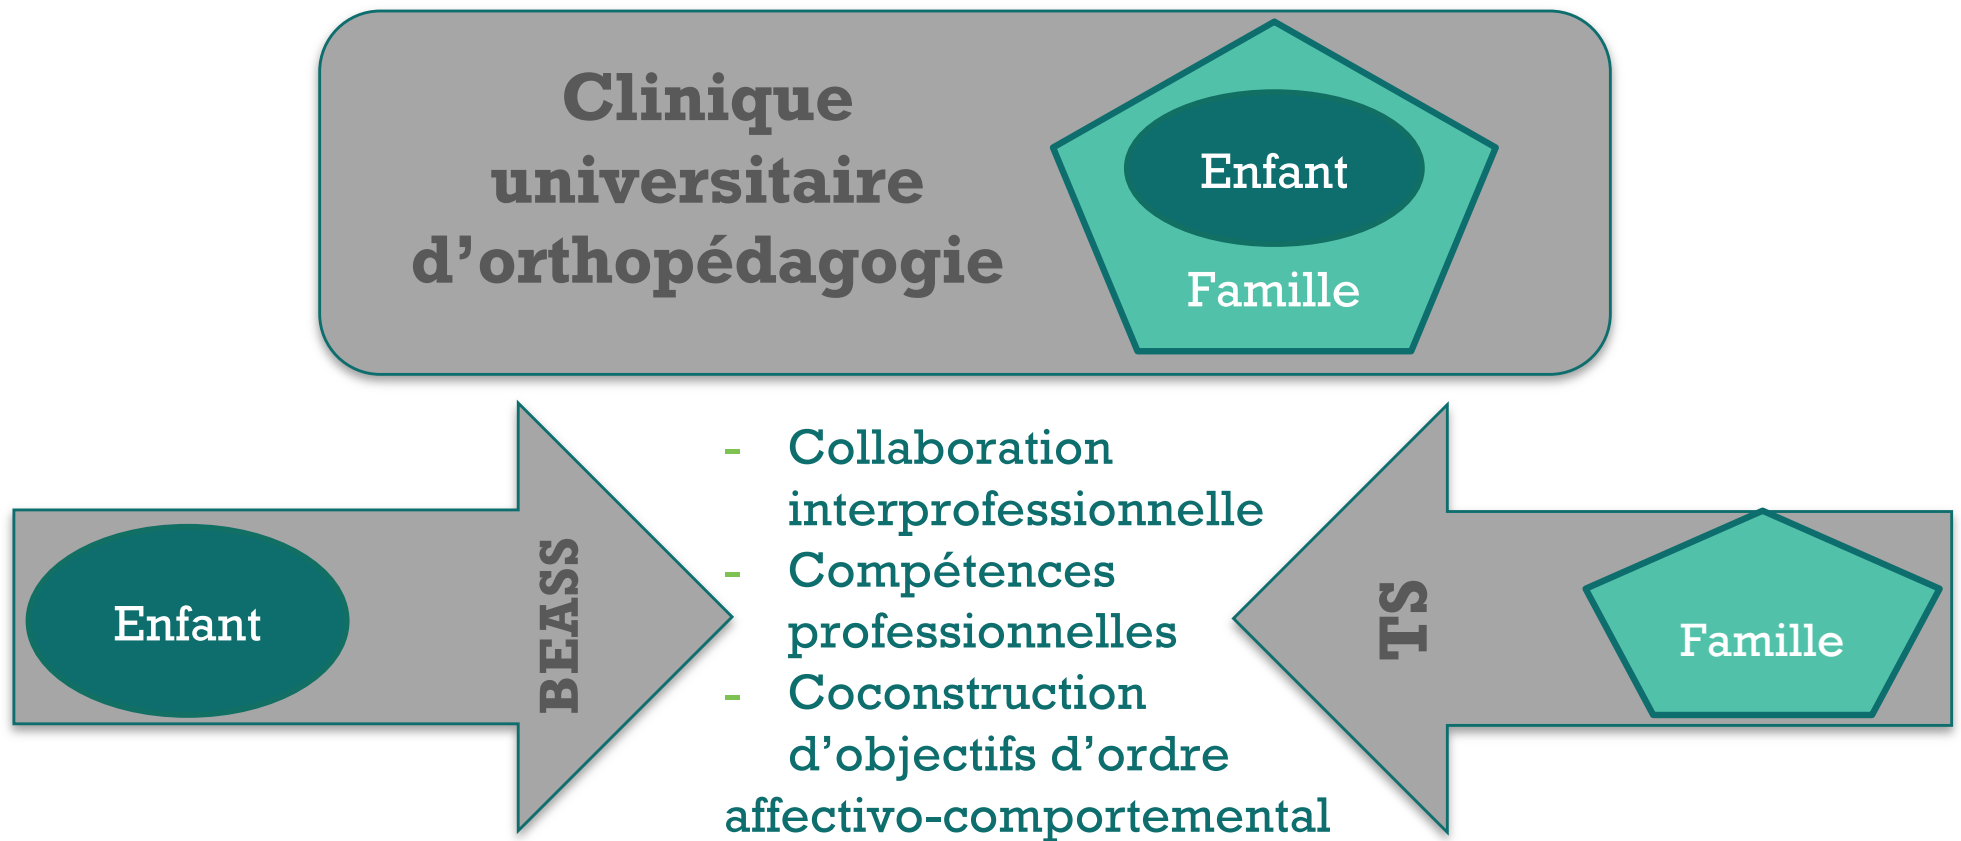 Clinique
universitaire
d’orthopédagogie
Enfant
Famille
Enfant
BEASS
- Collaboration
interprofessionnelle
- Compétences
professionnelles
- Coconstruction
d’objectifs d’ordre
affectivo-comportemental
TS
Famille